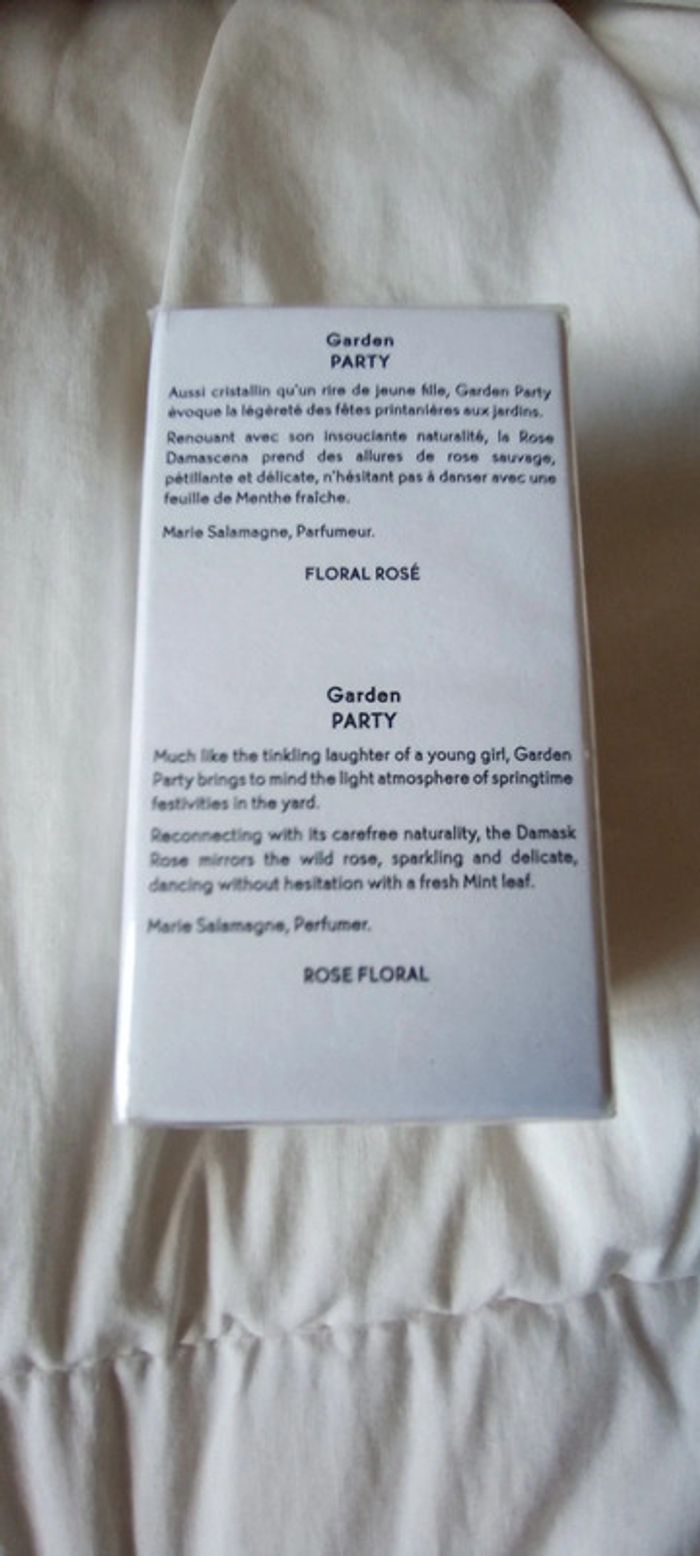 Garden
PARTY
Aussi cristallin qu'un rire de jeune fille, Garden Party
évoque la légèreté des fêtes printanières aux jardins.
Renouant avec son insouciante naturalité, la Rose
Damascena prend des allures de rose sauvage,
pétillante et délicate, n'hésitant pas à danser avec une
feuille de Menthe fraîche.
Marie Salamagne, Parfumeur.
FLORAL ROSÉ
Garden
PARTY
Much like the tinkling laughter of a young girl, Garden
Party brings to mind the light atmosphere of springtime
festivities in the yard.
Reconnecting with its carefree naturality, the Damask
Rose mirrors the wild rose, sparkling and delicate,
dancing without hesitation with a fresh Mint leaf.
Marie Salamagne, Perfumer.
ROSE FLORAL